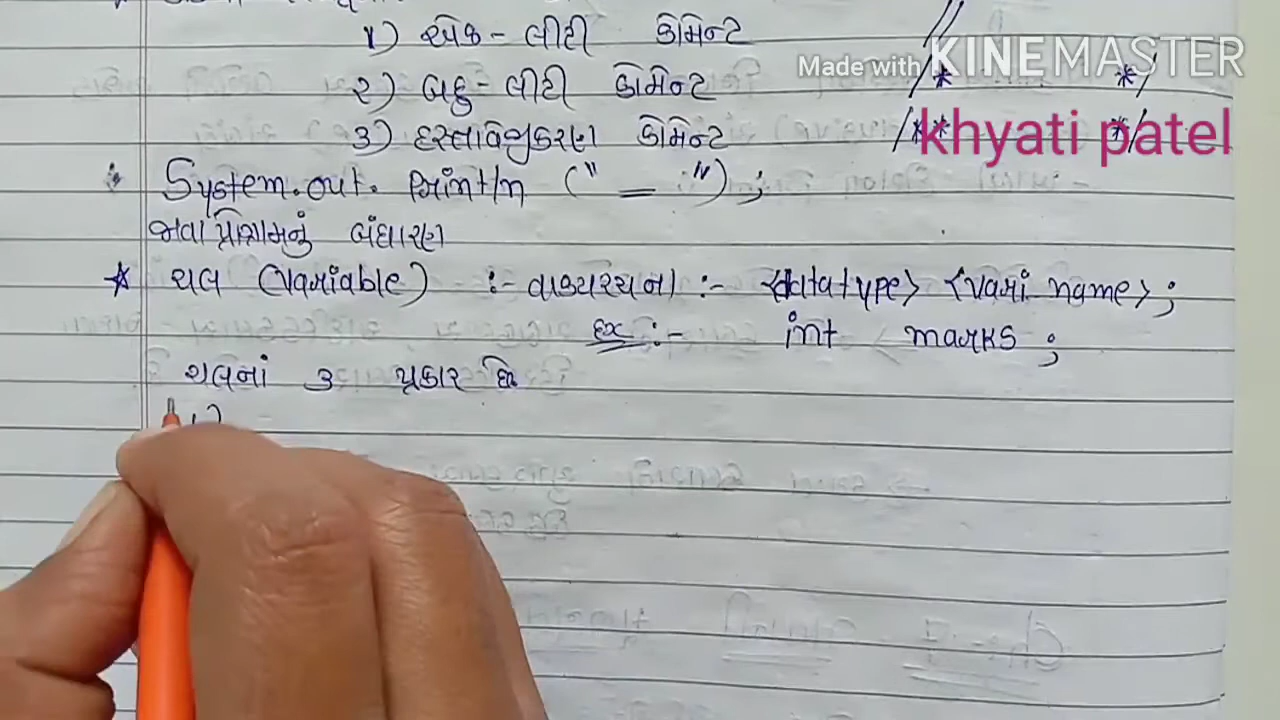 ૧) એક - લીટી કોમેન્ટ //
Made with KINEMASTER
૨) બહુ - લીટી કોમેન્ટ /* */
૩) દસ્તાવેજીકરણ કોમેન્ટ /** */
khyati patel
System.out.println (" — ") ;
જાવા પ્રોગ્રામનું બંધારણ
* ચલ (Variable) :- વાક્યરચના :- <datatype> <vari name> ;
Ex :- int marks ;
ચલનાં ૩ પ્રકાર છે
૧)